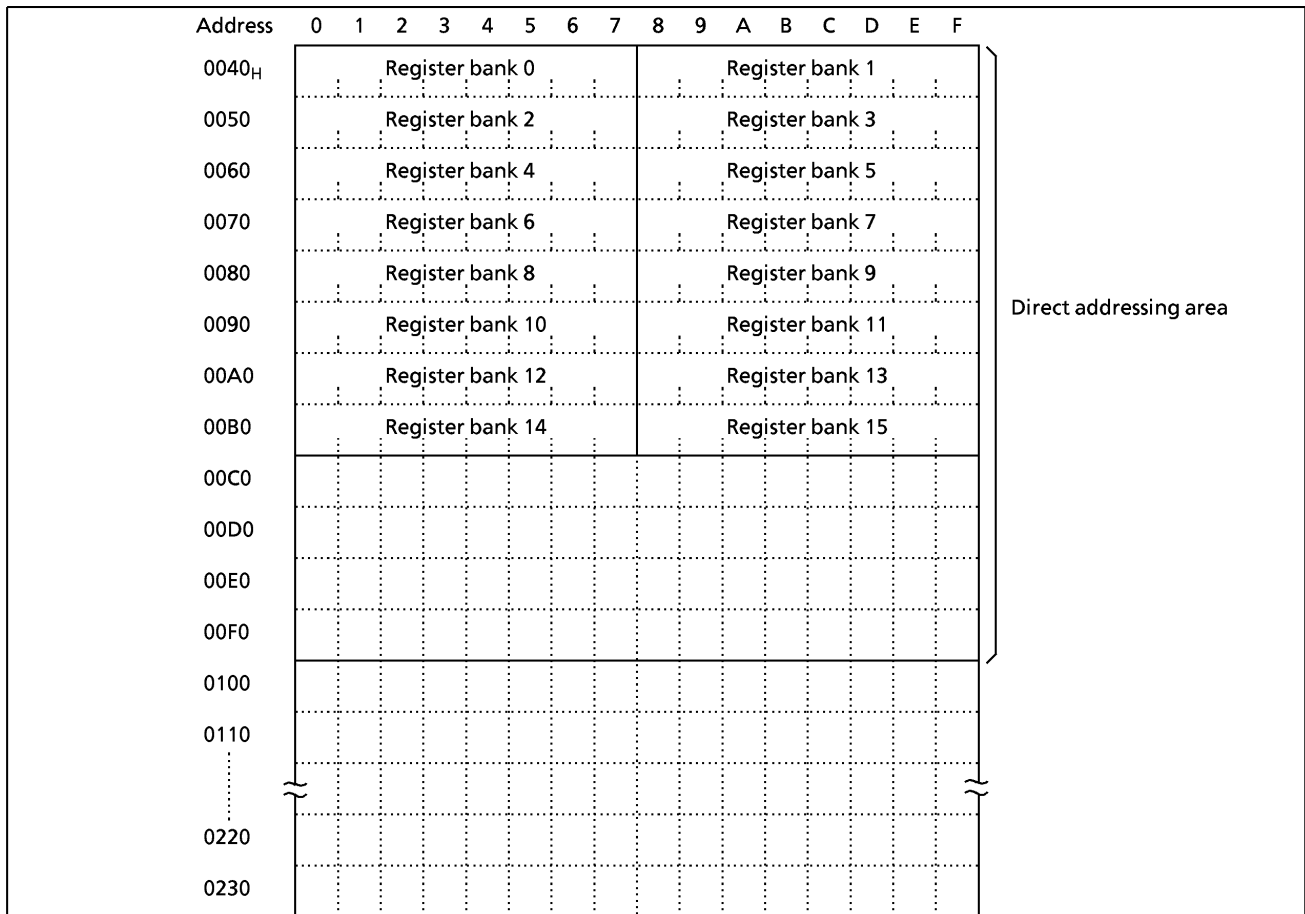 Address 0 1 2 3 4 5 6 7 8 9 A B C D E F
0040H Register bank 0 Register bank 1
0050 Register bank 2 Register bank 3
0060 Register bank 4 Register bank 5
0070 Register bank 6 Register bank 7
0080 Register bank 8 Register bank 9
Direct addressing area
0090 Register bank 10 Register bank 11
00A0 Register bank 12 Register bank 13
00B0 Register bank 14 Register bank 15
00C0
00D0
00E0
00F0
0100
0110
0220
0230